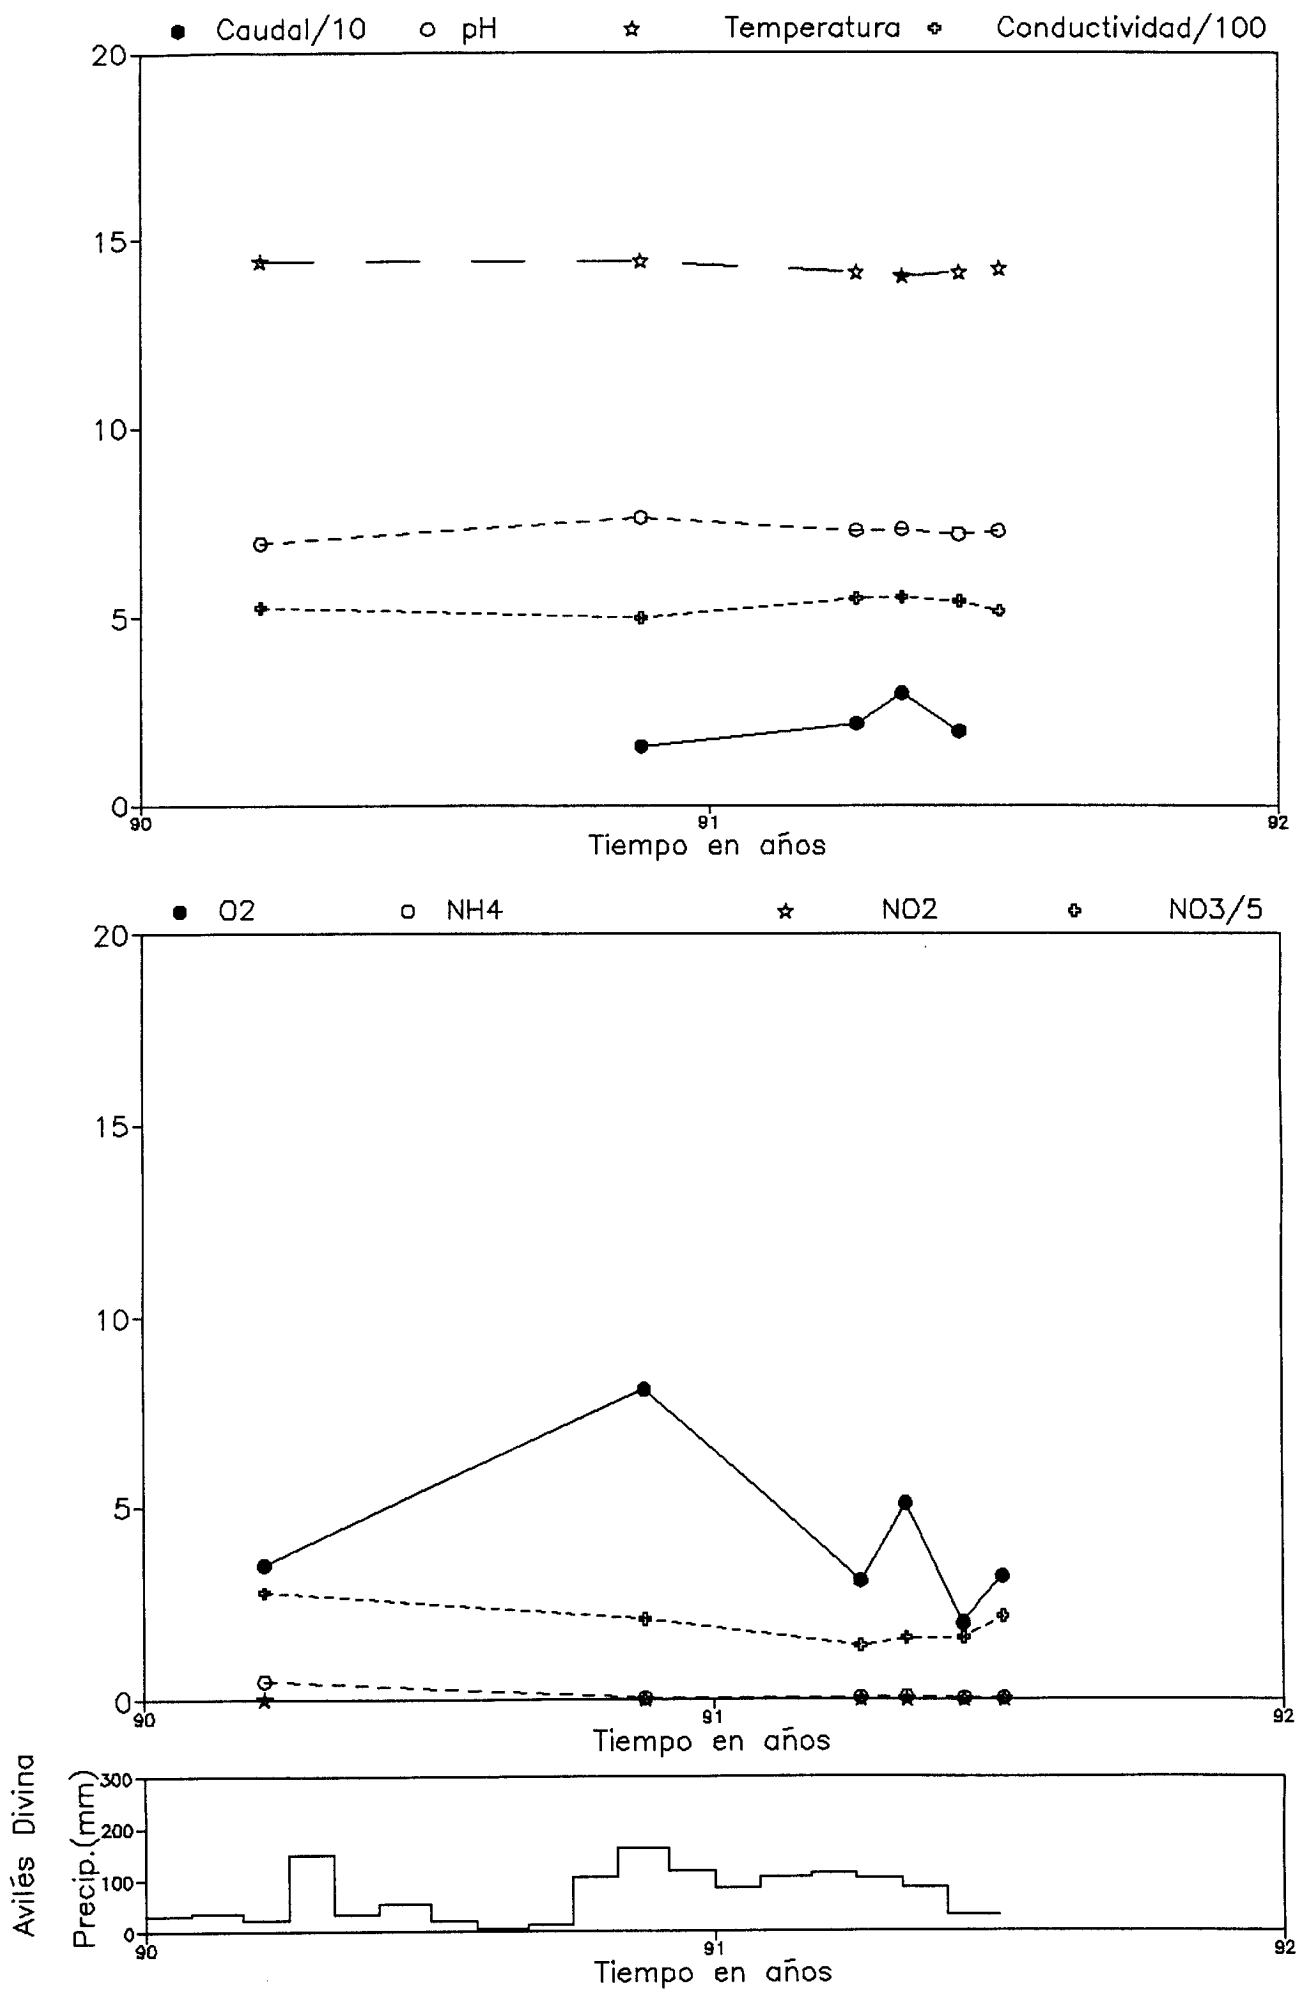 Caudal/10 pH Temperatura Conductividad/100
20
15
10
5
0
90 91 92
Tiempo en años
O2 NH4 NO2 NO3/5
20
15
10
5
0
90 91 92
Tiempo en años
Avilés Divina
Precip.(mm)
300
200
100
0
90 91 92
Tiempo en años